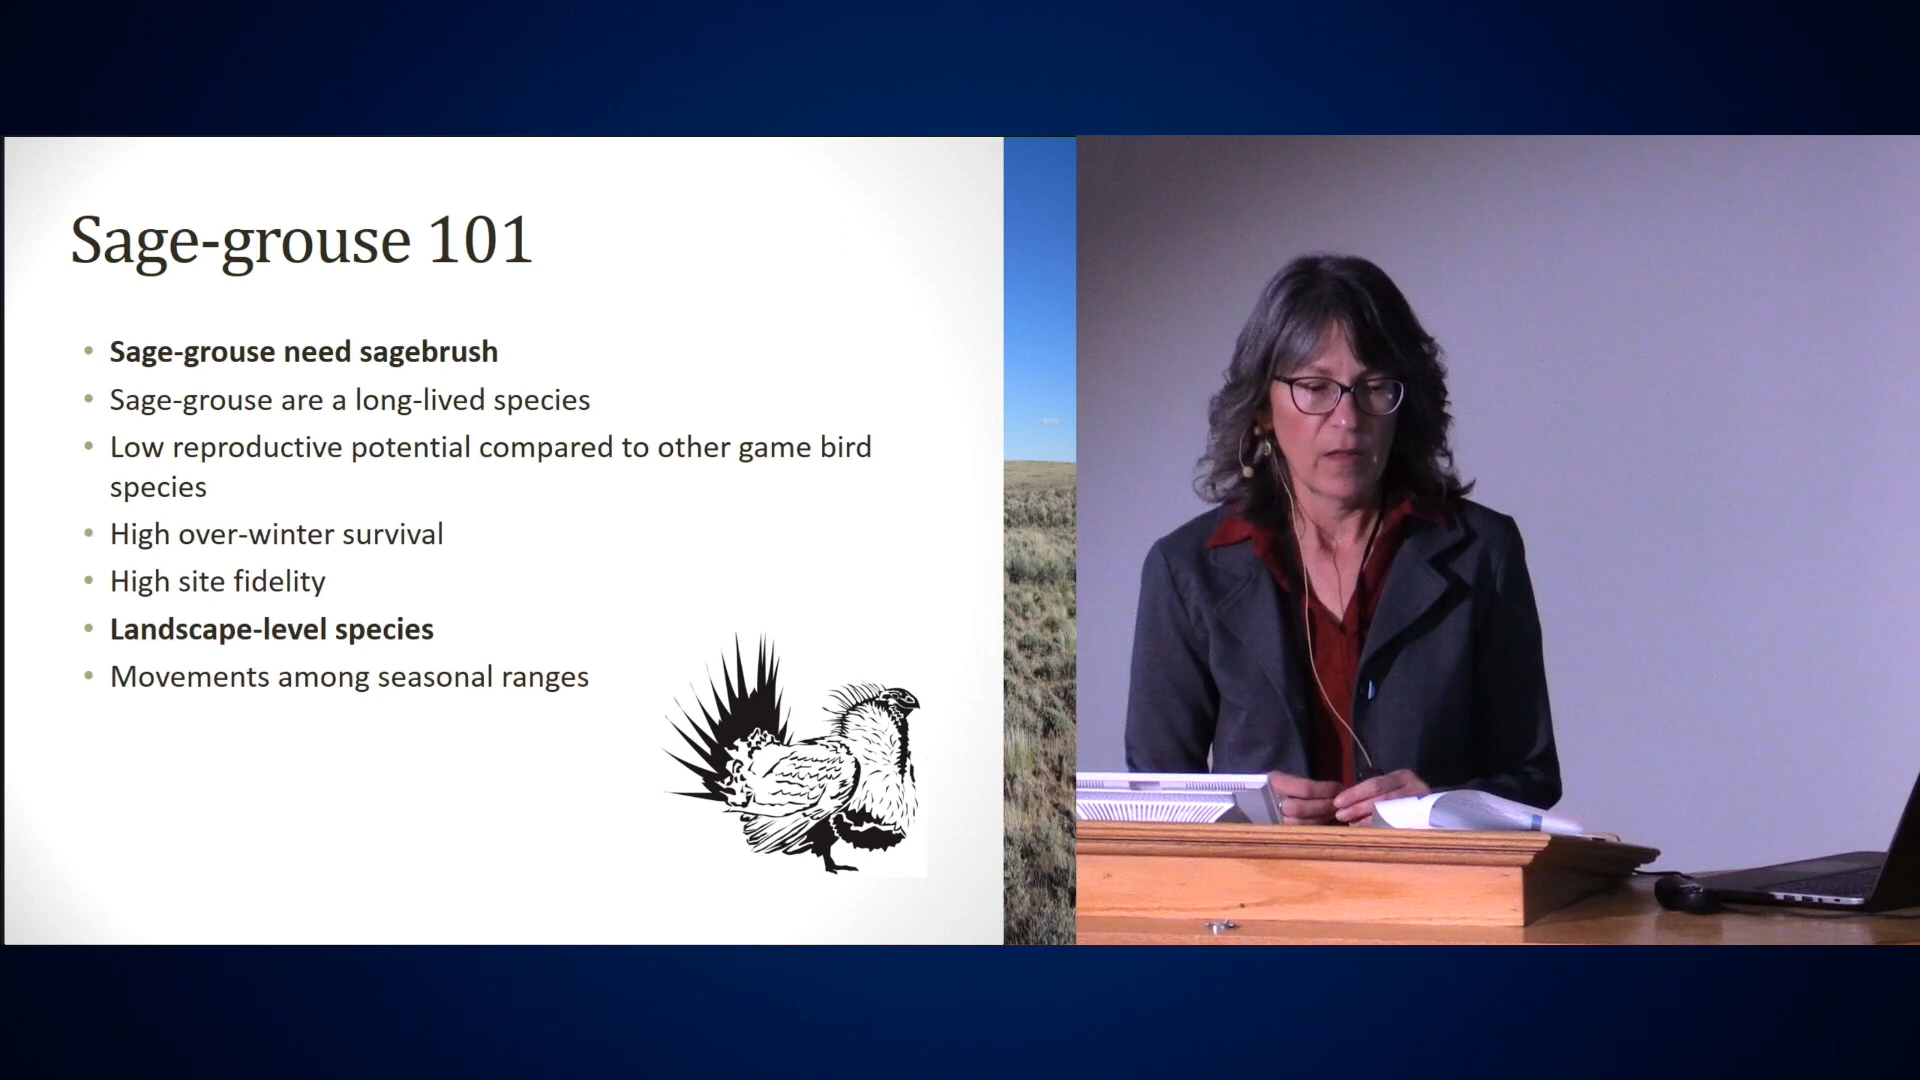 Sage-grouse 101
• Sage-grouse need sagebrush
• Sage-grouse are a long-lived species
• Low reproductive potential compared to other game bird
species
• High over-winter survival
• High site fidelity
• Landscape-level species
• Movements among seasonal ranges